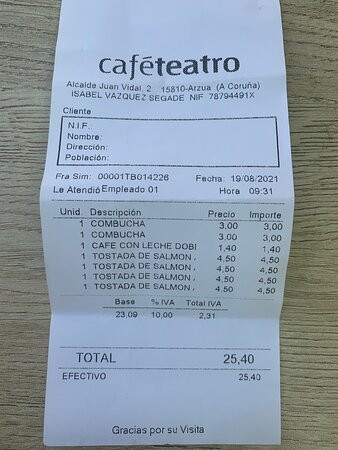 caféteatro
Alcalde Juan Vidal, 2 15810-Arzua (A Coruña)
ISABEL VAZQUEZ SEGADE NIF 78794491X
Cliente
N.I.F..
Nombre:
Dirección:
Población:
Fra Sim: 00001TB014226 Fecha: 19/08/2021
Le Atendió Empleado 01 Hora 09:31
Unid. Descripción Precio Importe
1 COMBUCHA 3,00 3,00
1 COMBUCHA 3,00 3,00
1 CAFE CON LECHE DOBI 1,40 1,40
1 TOSTADA DE SALMON / 4,50 4,50
1 TOSTADA DE SALMON / 4,50 4,50
1 TOSTADA DE SALMON / 4,50 4,50
1 TOSTADA DE SALMON / 4,50 4,50
Base % IVA Total IVA
23,09 10,00 2,31
TOTAL 25,40
EFECTIVO 25,40
Gracias por su Visita